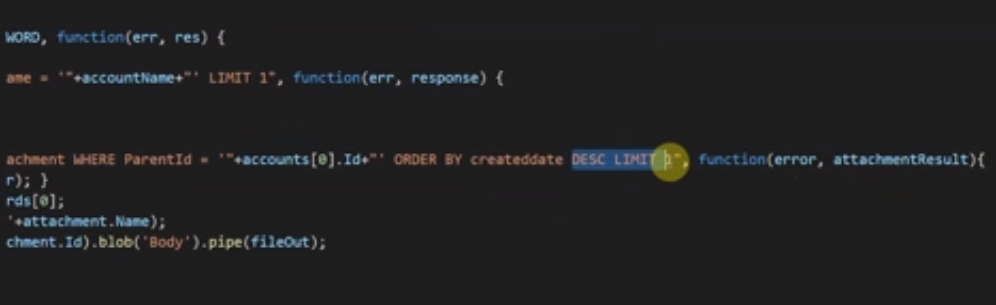 WORD, function(err, res) {
ame = '"+accountName+"' LIMIT 1", function(err, response) {
achment WHERE ParentId = '"+accounts[0].Id+"' ORDER BY createddate DESC LIMIT 1", function(error, attachmentResult){
r); }
rds[0];
'+attachment.Name);
chment.Id).blob('Body').pipe(fileOut);